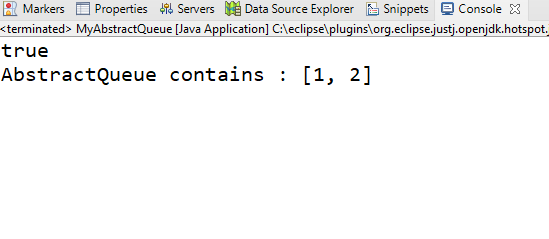 Markers Properties Servers Data Source Explorer Snippets Console
<terminated> MyAbstractQueue [Java Application] C:\eclipse\plugins\org.eclipse.justj.openjdk.hotspot.
true
AbstractQueue contains : [1, 2]